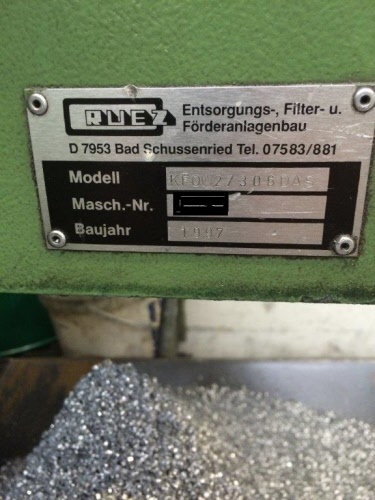 RUEZ
Entsorgungs-, Filter- u.
Förderanlagenbau
D 7953 Bad Schussenried Tel. 07583/881
Modell
Masch.-Nr.
Baujahr 1997